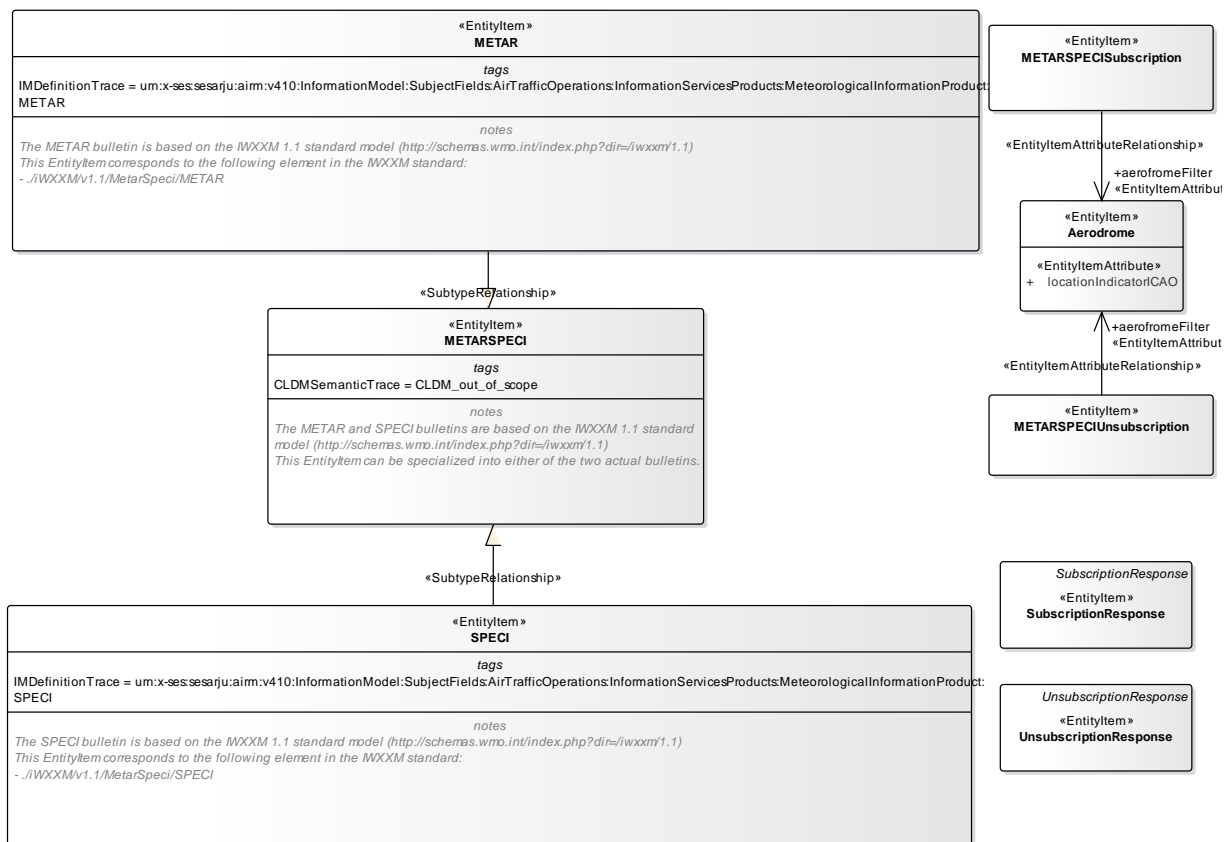 «EntityItem»
METAR
tags
IMDefinitionTrace = urn:x-ses:sesarju:airm:v410:InformationModel:SubjectFields:AirTrafficOperations:InformationServicesProducts:MeteorologicalInformationProduct:
METAR
notes
The METAR bulletin is based on the IWXXM 1.1 standard model (http://schemas.wmo.int/index.php?dir=/iwxxm/1.1)
This EntityItem corresponds to the following element in the IWXXM standard:
- ./iWXXM/v1.1/MetarSpeci/METAR
«SubtypeRelationship»
«EntityItem»
METARSPECI
tags
CLDMSemanticTrace = CLDM_out_of_scope
notes
The METAR and SPECI bulletins are based on the IWXXM 1.1 standard
model (http://schemas.wmo.int/index.php?dir=/iwxxm/1.1)
This EntityItem can be specialized into either of the two actual bulletins.
«SubtypeRelationship»
«EntityItem»
SPECI
tags
IMDefinitionTrace = urn:x-ses:sesarju:airm:v410:InformationModel:SubjectFields:AirTrafficOperations:InformationServicesProducts:MeteorologicalInformationProduct:
SPECI
notes
The SPECI bulletin is based on the IWXXM 1.1 standard model (http://schemas.wmo.int/index.php?dir=/iwxxm/1.1)
This EntityItem corresponds to the following element in the IWXXM standard:
- ./iWXXM/v1.1/MetarSpeci/SPECI
«EntityItem»
METARSPECISubscription
«EntityItemAttributeRelationship»
+aerofromeFilter
«EntityItemAttribut
«EntityItem»
Aerodrome
«EntityItemAttribute»
+ locationIndicatorICAO
+aerofromeFilter
«EntityItemAttribut
«EntityItemAttributeRelationship»
«EntityItem»
METARSPECIUnsubscription
SubscriptionResponse
«EntityItem»
SubscriptionResponse
UnsubscriptionResponse
«EntityItem»
UnsubscriptionResponse